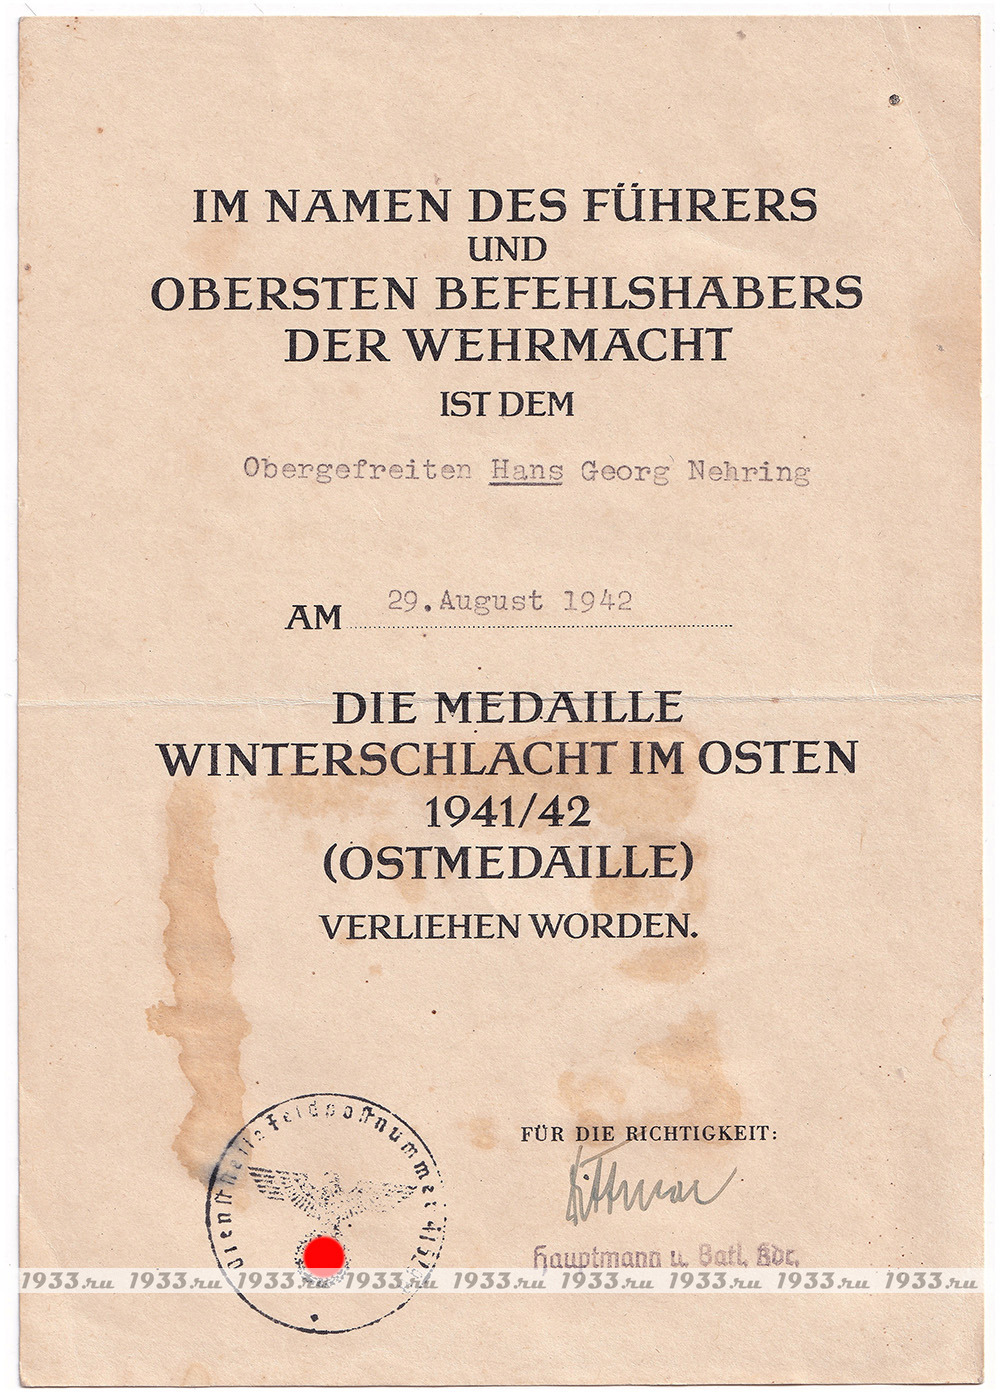 IM NAMEN DES FÜHRERS
UND
OBERSTEN BEFEHLSHABERS
DER WEHRMACHT
IST DEM
Obergefreiten Hans Georg Nehring
AM 29. August 1942
DIE MEDAILLE
WINTERSCHLACHT IM OSTEN
1941/42
(OSTMEDAILLE)
VERLIEHEN WORDEN.
FÜR DIE RICHTIGKEIT:
Hauptmann u. Batl. Kdr.
Dienststelle Feldpostnummer
1933.ru 1933.ru 1933.ru 1933.ru 1933.ru 1933.ru 1933.ru 1933.ru 1933.ru